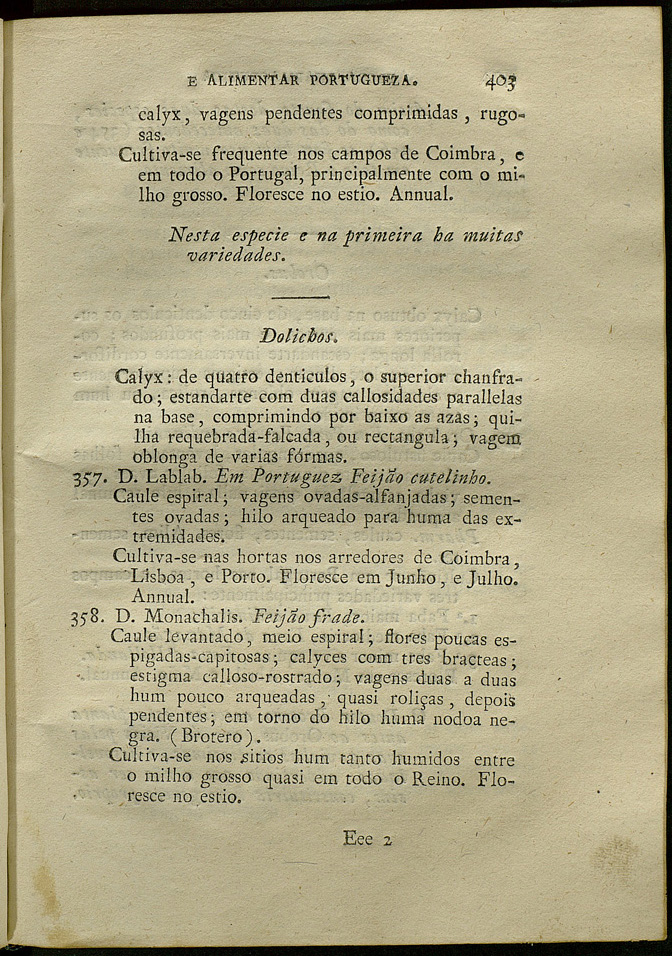 E ALIMENTAR PORTUGUEZA. 403
calyx, vagens pendentes comprimidas, rugo-
sas.
Cultiva-se frequente nos campos de Coimbra, e
em todo o Portugal, principalmente com o mi-
lho grosso. Floresce no estio. Annual.
Nesta especie e na primeira ha muitas
variedades.
Dolichos.
Calyx: de quatro denticulos, o superior chanfra-
do; estandarte com duas callosidades parallelas
na base, comprimindo por baixo as azas; qui-
lha requebrada-falcada, ou rectangula; vagem
oblonga de varias fórmas.
357. D. Lablab. Em Portuguez Feijão cutelinho.
Caule espiral; vagens ovadas-alfanjadas; semen-
tes ovadas; hilo arqueado para huma das ex-
tremidades.
Cultiva-se nas hortas nos arredores de Coimbra,
Lisboa, e Porto. Floresce em Junho, e Julho.
Annual.
358. D. Monachalis. Feijão frade.
Caule levantado, meio espiral; flores poucas es-
pigadas-capitosas; calyces com tres bracteas;
estigma calloso-rostrado; vagens duas a duas
hum pouco arqueadas, quasi roliças, depois
pendentes; em torno do hilo huma nodoa ne-
gra. (Brotero).
Cultiva-se nos sitios hum tanto humidos entre
o milho grosso quasi em todo o Reino. Flo-
resce no estio.
Eee 2